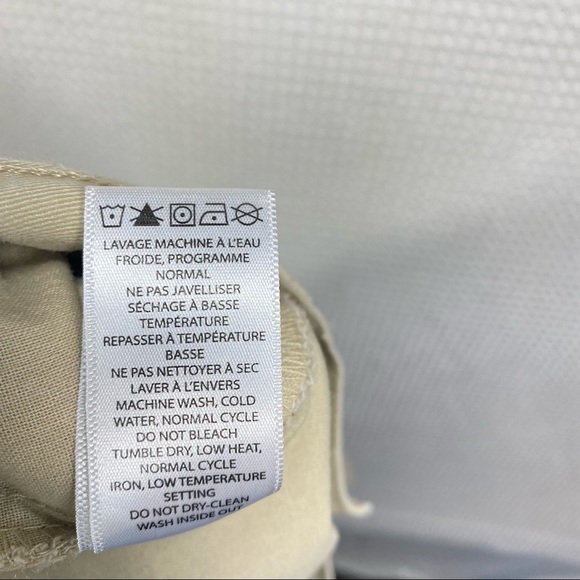 LAVAGE MACHINE À L'EAU
FROIDE, PROGRAMME
NORMAL
NE PAS JAVELLISER
SÉCHAGE À BASSE
TEMPÉRATURE
REPASSER À TEMPÉRATURE
BASSE
NE PAS NETTOYER À SEC
LAVER À L'ENVERS
MACHINE WASH, COLD
WATER, NORMAL CYCLE
DO NOT BLEACH
TUMBLE DRY, LOW HEAT,
NORMAL CYCLE
IRON, LOW TEMPERATURE
SETTING
DO NOT DRY-CLEAN
WASH INSIDE OUT